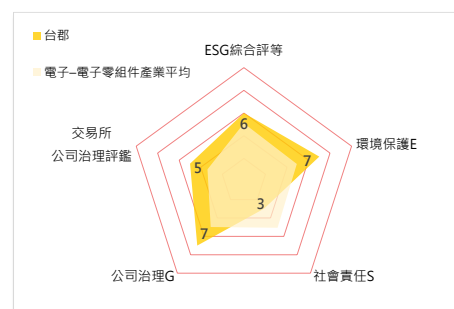 台郡
電子–電子零組件產業平均
ESG綜合評等
6
環境保護E
7
社會責任S
3
公司治理G
7
交易所
公司治理評鑑
5